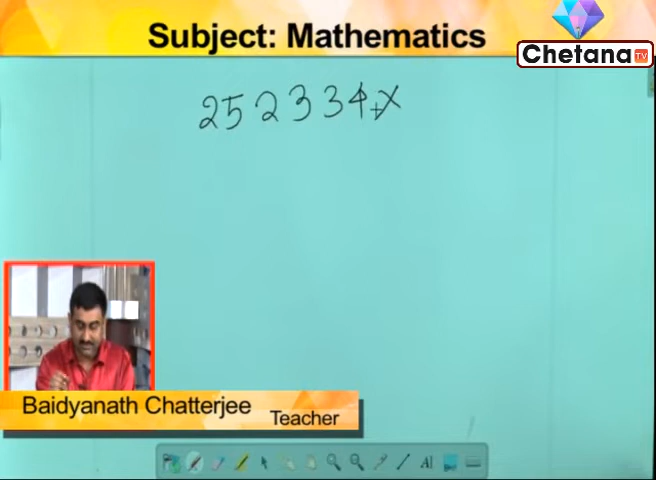 Subject: Mathematics
Chetana TV
252334+x
Baidyanath Chatterjee
Teacher